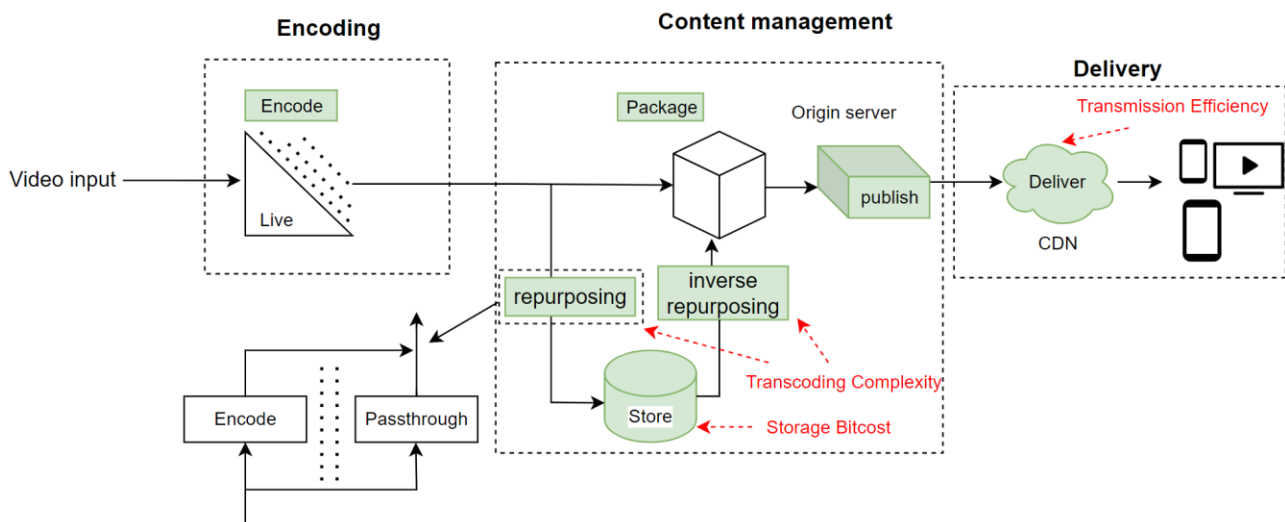 Encoding
Content management
Delivery
Encode
Package
Origin server
Transmission Efficiency
Video input
Live
publish
Deliver
CDN
repurposing
inverse
repurposing
Transcoding Complexity
Encode
Passthrough
Store
Storage Bitcost